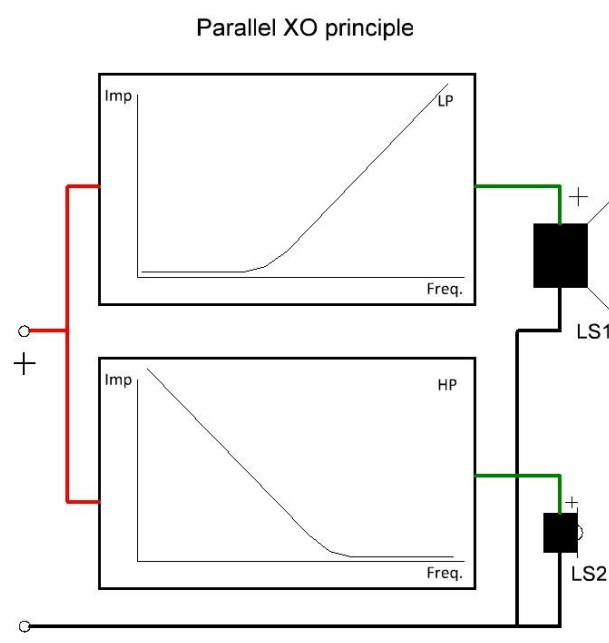 Parallel XO principle
Imp
LP
Freq.
+
LS1
+
Imp
HP
Freq.
+
LS2